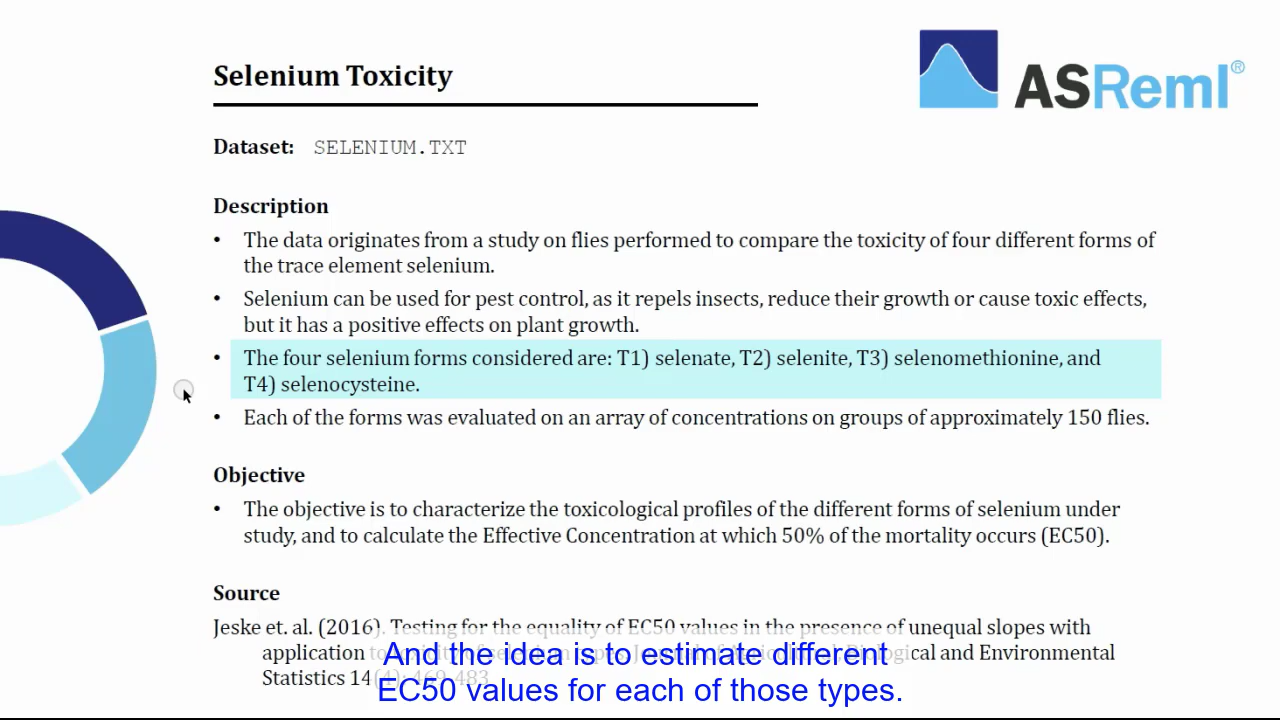 Selenium Toxicity
ASReml®
Dataset: SELENIUM.TXT
Description
• The data originates from a study on flies performed to compare the toxicity of four different forms of
the trace element selenium.
• Selenium can be used for pest control, as it repels insects, reduce their growth or cause toxic effects,
but it has a positive effects on plant growth.
• The four selenium forms considered are: T1) selenate, T2) selenite, T3) selenomethionine, and
T4) selenocysteine.
• Each of the forms was evaluated on an array of concentrations on groups of approximately 150 flies.
Objective
• The objective is to characterize the toxicological profiles of the different forms of selenium under
study, and to calculate the Effective Concentration at which 50% of the mortality occurs (EC50).
Source
Jeske et. al. (2016). Testing for the equality of EC50 values in the presence of unequal slopes with
application cal and Environmental
Statistics 14(4): 469-483
And the idea is to estimate different
EC50 values for each of those types.